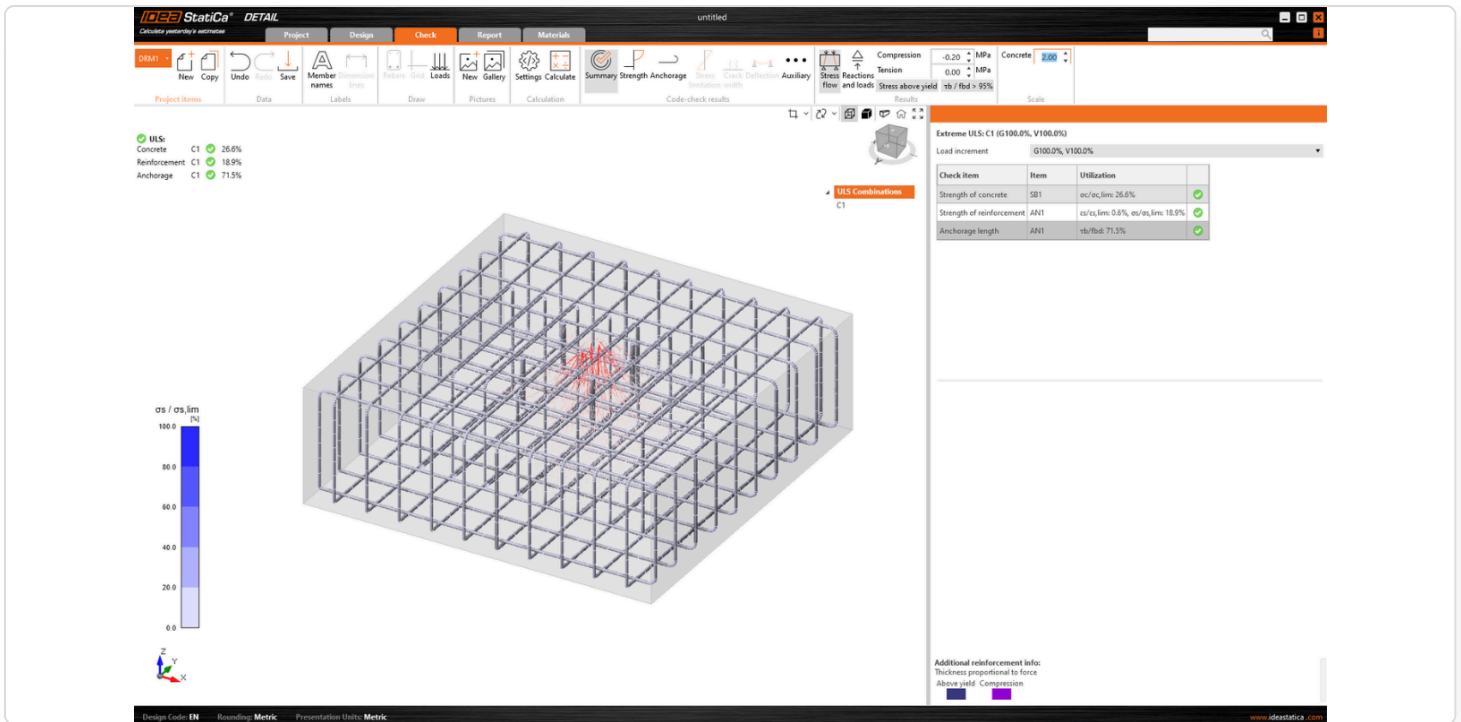 IDEA StatiCa® DETAIL
untitled
Calculate yesterday's estimates
Project Design Check Report Materials
DRM1
New Copy Undo Redo Save Member names Dimension lines Rebars Grid Loads New Gallery Settings Calculate Summary Strength Anchorage Stress limitation Crack width Deflection Auxiliary Stress flow Reactions and loads
Compression -0.20 MPa Concrete 2.00
Tension 0.00 MPa
Stress above yield τb / fbd > 95%
Project items Data Labels Draw Pictures Calculation Code-check results Results Scale
ULS:
Concrete C1 26.6%
Reinforcement C1 18.9%
Anchorage C1 71.5%
ULS Combinations
C1
σs / σs,lim
[%]
100.0
80.0
60.0
40.0
20.0
0.0
Z
Y
X
Extreme ULS: C1 (G100.0%, V100.0%)
Load increment G100.0%, V100.0%
Check item Item Utilization
Strength of concrete SB1 σc/σc,lim: 26.6%
Strength of reinforcement AN1 εs/εs,lim: 0.6%, σs/σs,lim: 18.9%
Anchorage length AN1 τb/fbd: 71.5%
Additional reinforcement info:
Thickness proportional to force
Above yield Compression
Design Code: EN Rounding: Metric Presentation Units: Metric
www.ideastatica.com